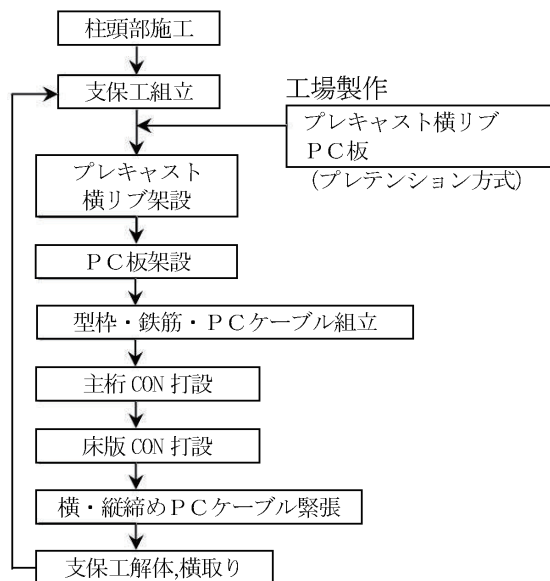 柱頭部施工
支保工組立
工場製作
プレキャスト横リブ
ＰＣ板
(プレテンション方式)
プレキャスト
横リブ架設
ＰＣ板架設
型枠・鉄筋・ＰＣケーブル組立
主桁 CON 打設
床版 CON 打設
横・縦締めＰＣケーブル緊張
支保工解体,横取り